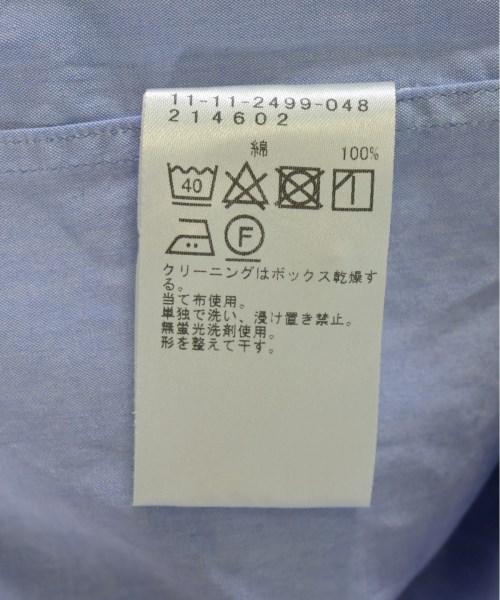 11-11-2499-048
214602
綿 100%
40
F
クリーニングはボックス乾燥す
る。
当て布使用。
単独で洗い、浸け置き禁止。
無蛍光洗剤使用。
形を整えて干す。